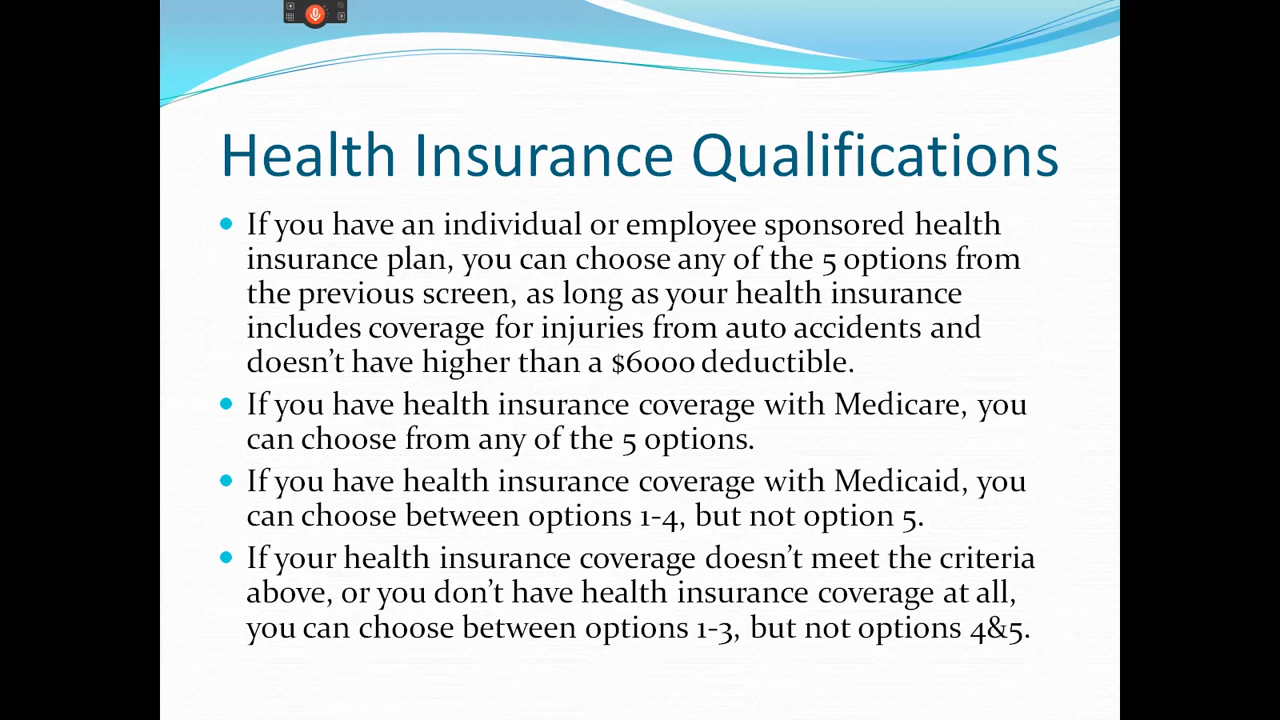 Health Insurance Qualifications
If you have an individual or employee sponsored health
insurance plan, you can choose any of the 5 options from
the previous screen, as long as your health insurance
includes coverage for injuries from auto accidents and
doesn’t have higher than a $6000 deductible.
If you have health insurance coverage with Medicare, you
can choose from any of the 5 options.
If you have health insurance coverage with Medicaid, you
can choose between options 1-4, but not option 5.
If your health insurance coverage doesn’t meet the criteria
above, or you don’t have health insurance coverage at all,
you can choose between options 1-3, but not options 4&5.